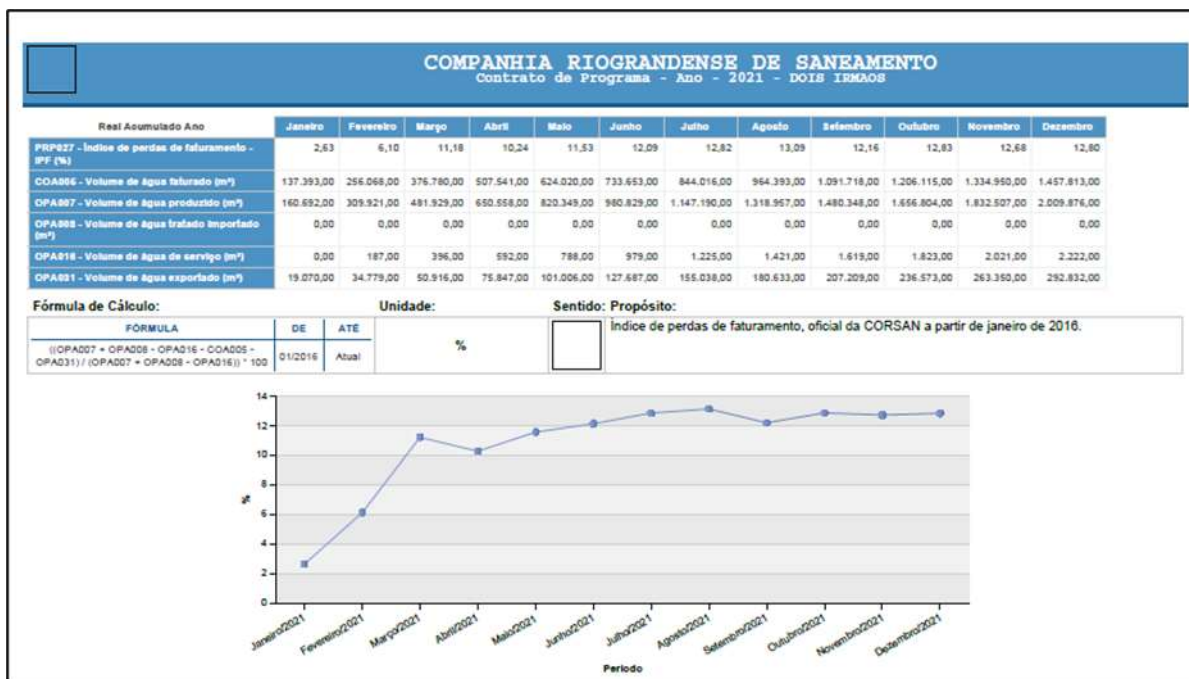 COMPANHIA RIOGRANDENSE DE SANEAMENTO
Contrato de Programa - Ano - 2021 - DOIS IRMAOS
Real Acumulado Ano Janeiro Fevereiro Março Abril Maio Junho Julho Agosto Setembro Outubro Novembro Dezembro
PRP027 - Índice de perdas de faturamento - IPF (%) 2,63 6,10 11,18 10,24 11,53 12,09 12,82 13,09 12,16 12,83 12,68 12,80
COA005 - Volume de água faturado (m³) 137.393,00 256.068,00 376.780,00 507.541,00 624.020,00 733.653,00 844.016,00 964.393,00 1.091.718,00 1.206.115,00 1.334.950,00 1.457.813,00
OPA007 - Volume de água produzido (m³) 160.692,00 309.921,00 481.929,00 650.558,00 820.349,00 980.829,00 1.147.190,00 1.318.957,00 1.480.348,00 1.656.804,00 1.832.507,00 2.009.876,00
OPA008 - Volume de água tratado importado (m³) 0,00 0,00 0,00 0,00 0,00 0,00 0,00 0,00 0,00 0,00 0,00 0,00
OPA016 - Volume de água de serviço (m³) 0,00 187,00 396,00 592,00 788,00 979,00 1.225,00 1.421,00 1.619,00 1.823,00 2.021,00 2.222,00
OPA031 - Volume de água exportado (m³) 19.070,00 34.779,00 50.916,00 75.847,00 101.006,00 127.687,00 155.038,00 180.633,00 207.209,00 236.573,00 263.350,00 292.832,00
Fórmula de Cálculo: Unidade: Sentido: Propósito:
FÓRMULA DE ATÉ
((OPA007 + OPA008 - OPA016 - COA005 -
OPA031) / (OPA007 + OPA008 - OPA016)) * 100 01/2016 Atual
%
Índice de perdas de faturamento, oficial da CORSAN a partir de janeiro de 2016.
14
12
10
8
6
4
2
0
%
Janeiro/2021 Fevereiro/2021 Março/2021 Abril/2021 Maio/2021 Junho/2021 Julho/2021 Agosto/2021 Setembro/2021 Outubro/2021 Novembro/2021 Dezembro/2021
Período